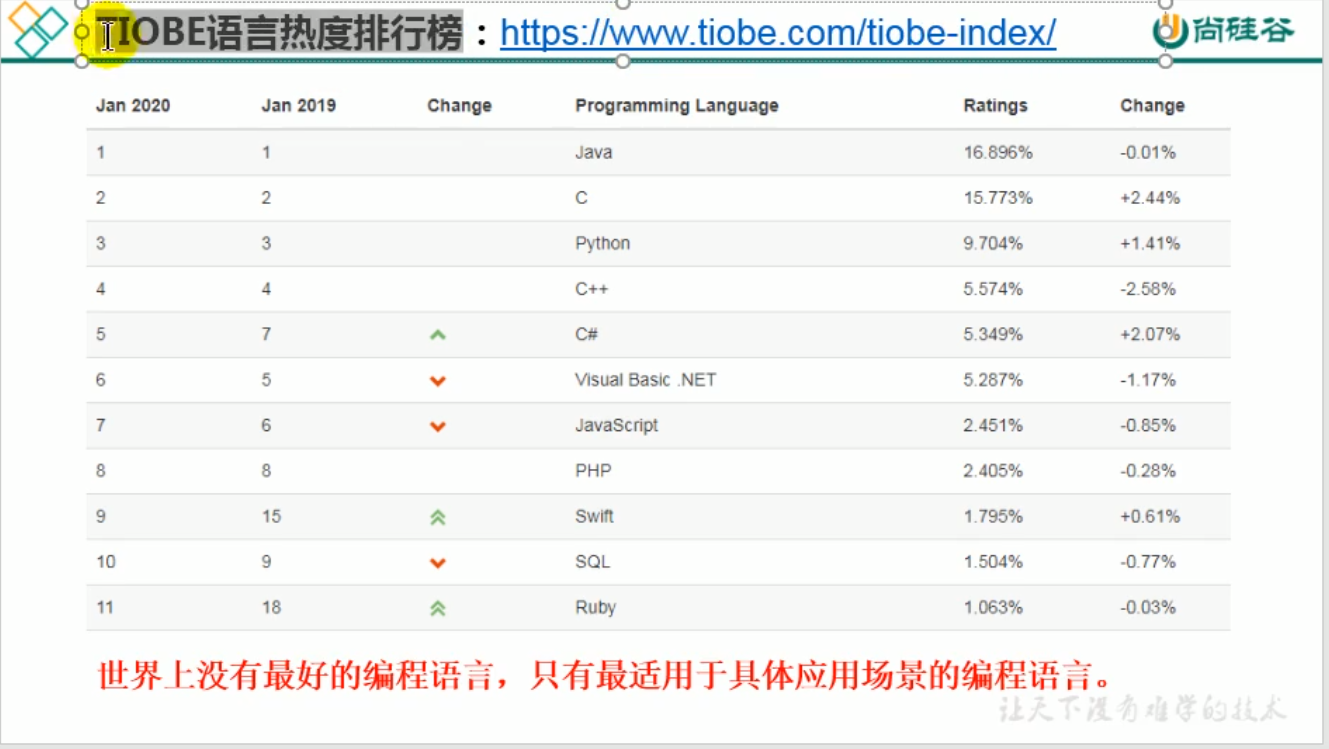 TIOBE语言热度排行榜：https://www.tiobe.com/tiobe-index/
尚硅谷
Jan 2020 Jan 2019 Change Programming Language Ratings Change
1 1 Java 16.896% -0.01%
2 2 C 15.773% +2.44%
3 3 Python 9.704% +1.41%
4 4 C++ 5.574% -2.58%
5 7 C# 5.349% +2.07%
6 5 Visual Basic .NET 5.287% -1.17%
7 6 JavaScript 2.451% -0.85%
8 8 PHP 2.405% -0.28%
9 15 Swift 1.795% +0.61%
10 9 SQL 1.504% -0.77%
11 18 Ruby 1.063% -0.03%
世界上没有最好的编程语言，只有最适用于具体应用场景的编程语言。
让天下没有难学的技术